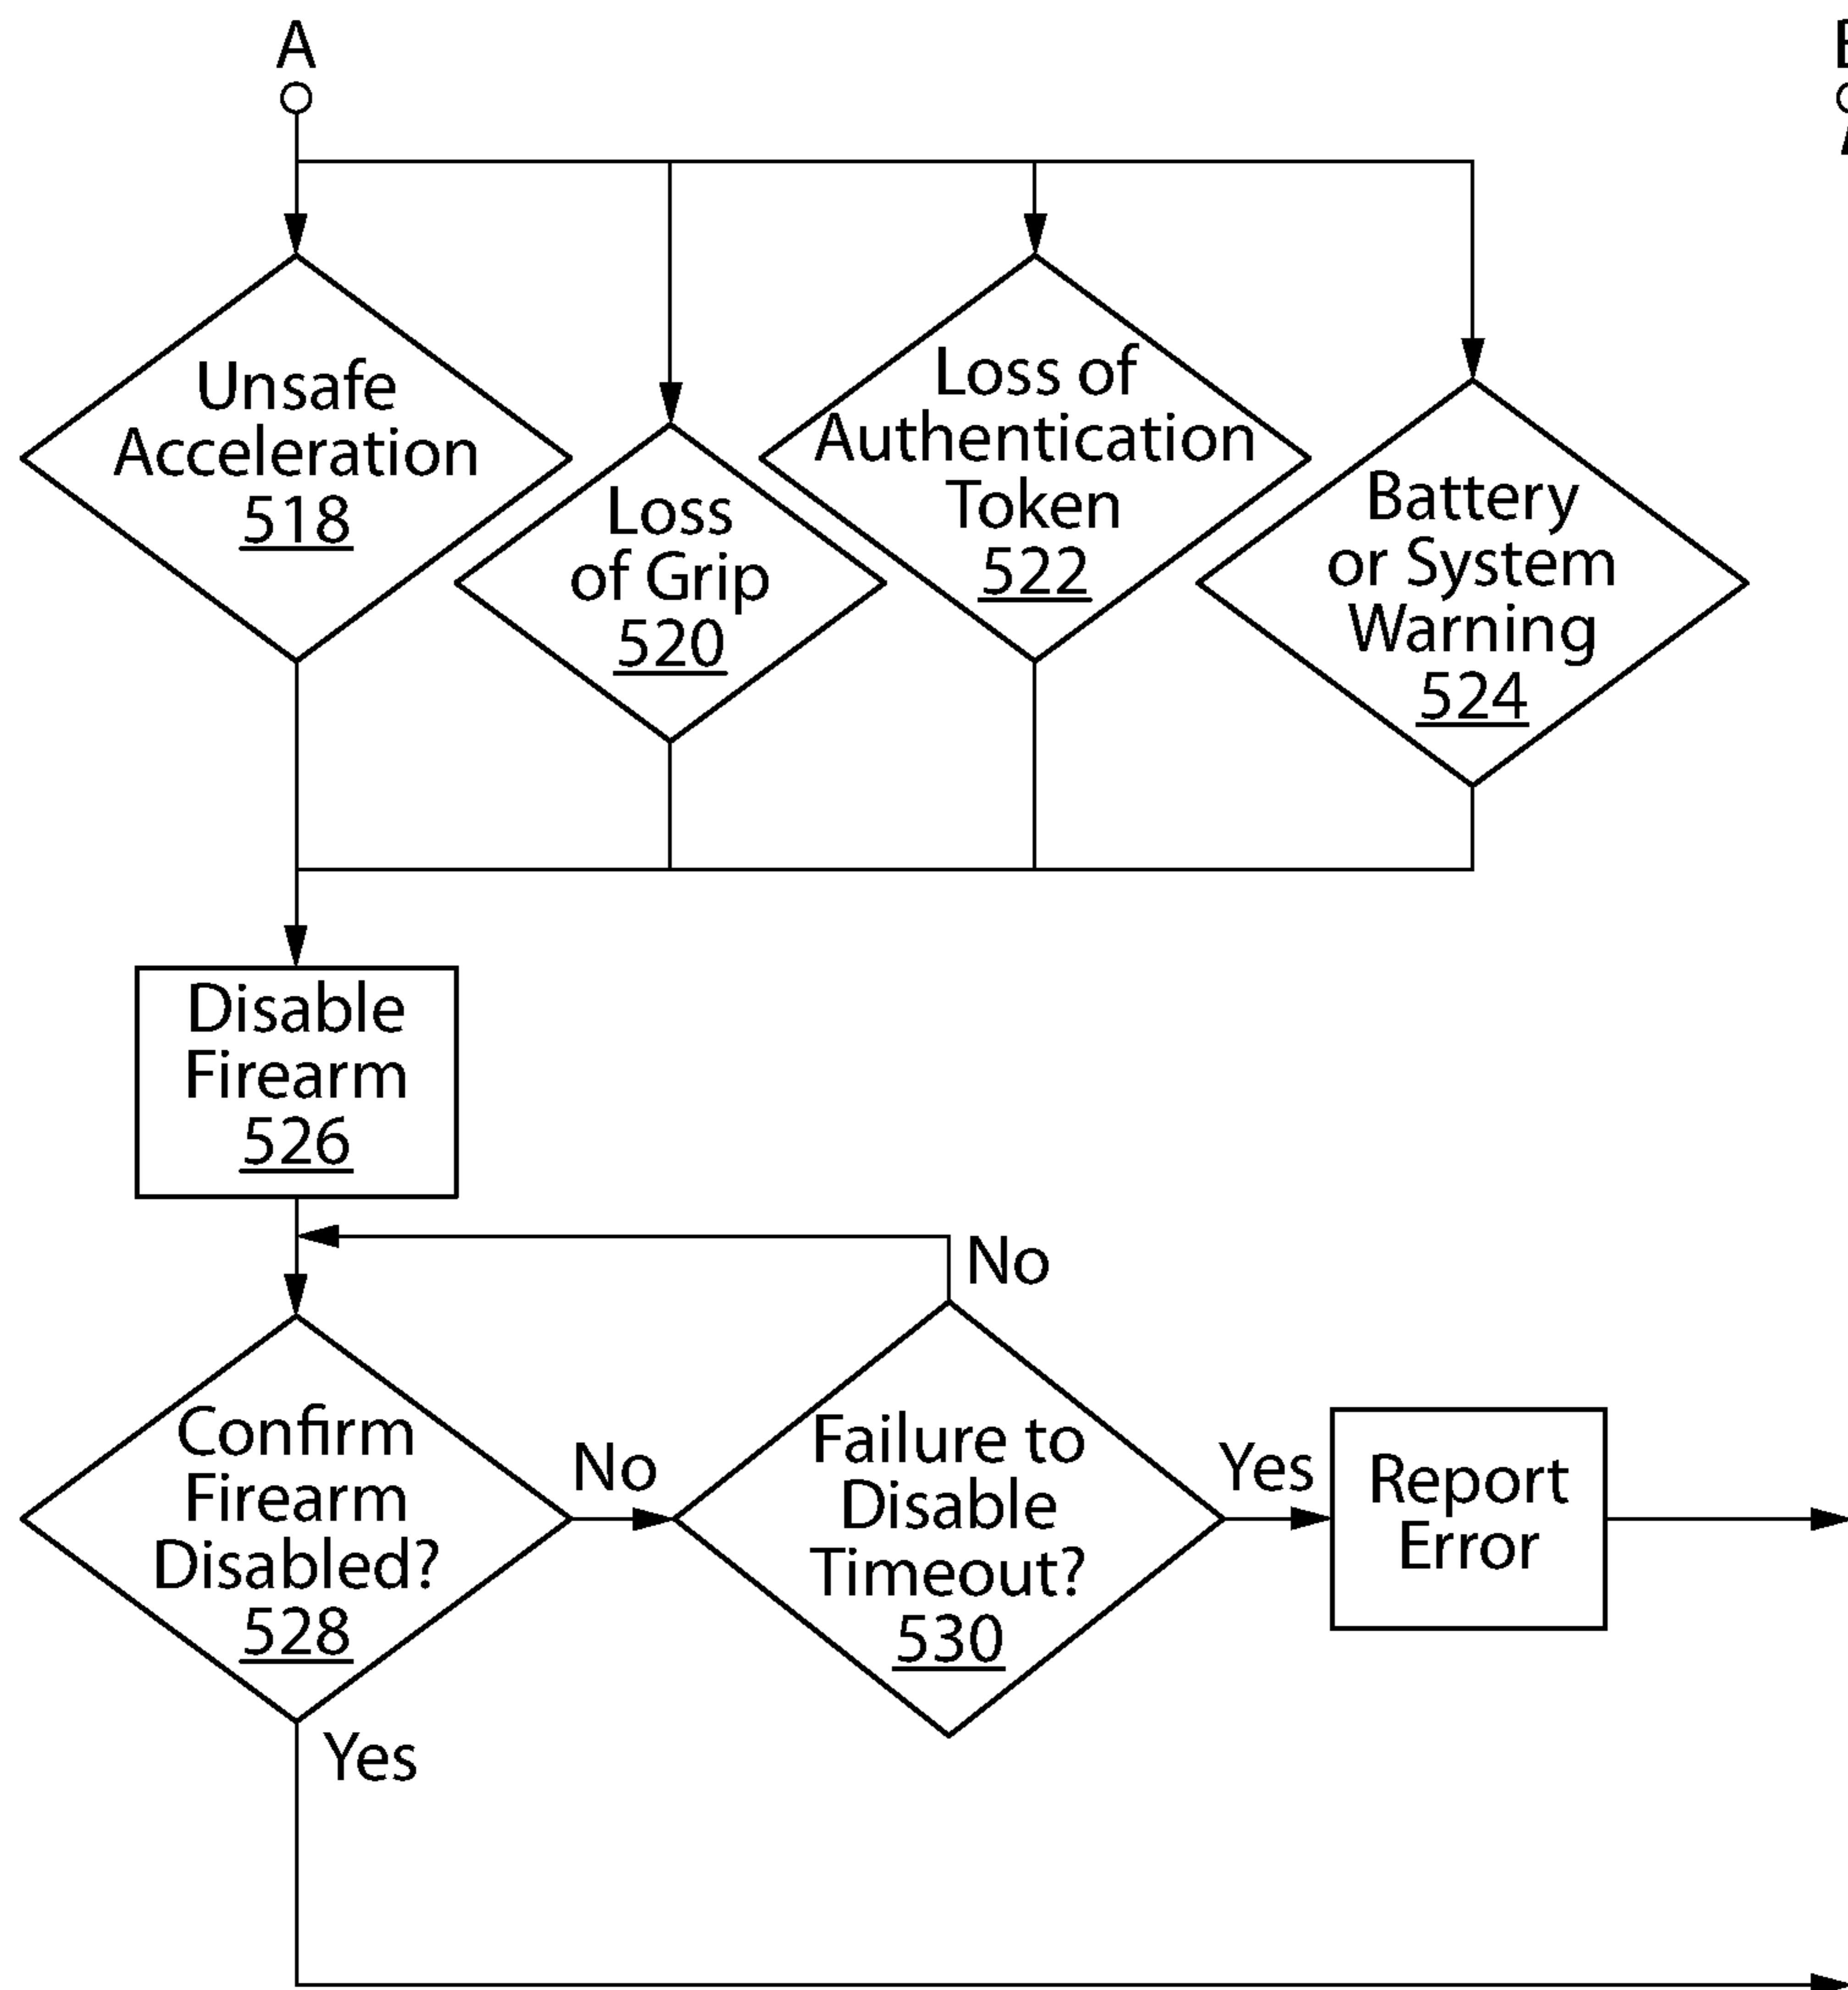 A
Unsafe
Acceleration
518
Loss
of Grip
520
Loss of
Authentication
Token
522
Battery
or System
Warning
524
Disable
Firearm
526
No
Confirm
Firearm
Disabled?
528
No
Failure to
Disable
Timeout?
530
Yes
Report
Error
Yes